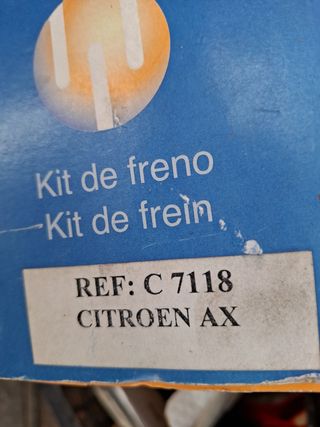 Kit de freno
Kit de frein
REF: C 7118
CITROEN AX